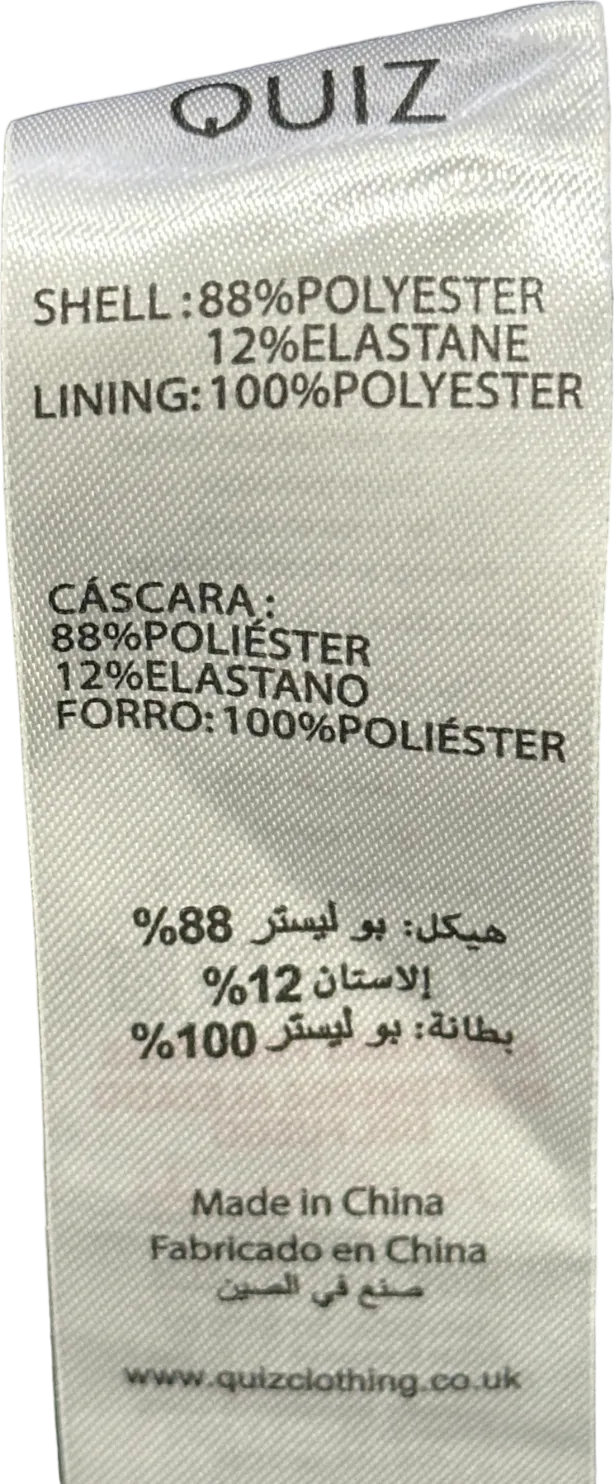 QUIZ
SHELL:88%POLYESTER
12%ELASTANE
LINING:100%POLYESTER
CÁSCARA:
88%POLIÉSTER
12%ELASTANO
FORRO:100%POLIÉSTER
هيكل: بو ليستر 88%
إلاستان 12%
بطانة: بو ليستر 100%
Made in China
Fabricado en China
صنع في الصين
www.quizclothing.co.uk